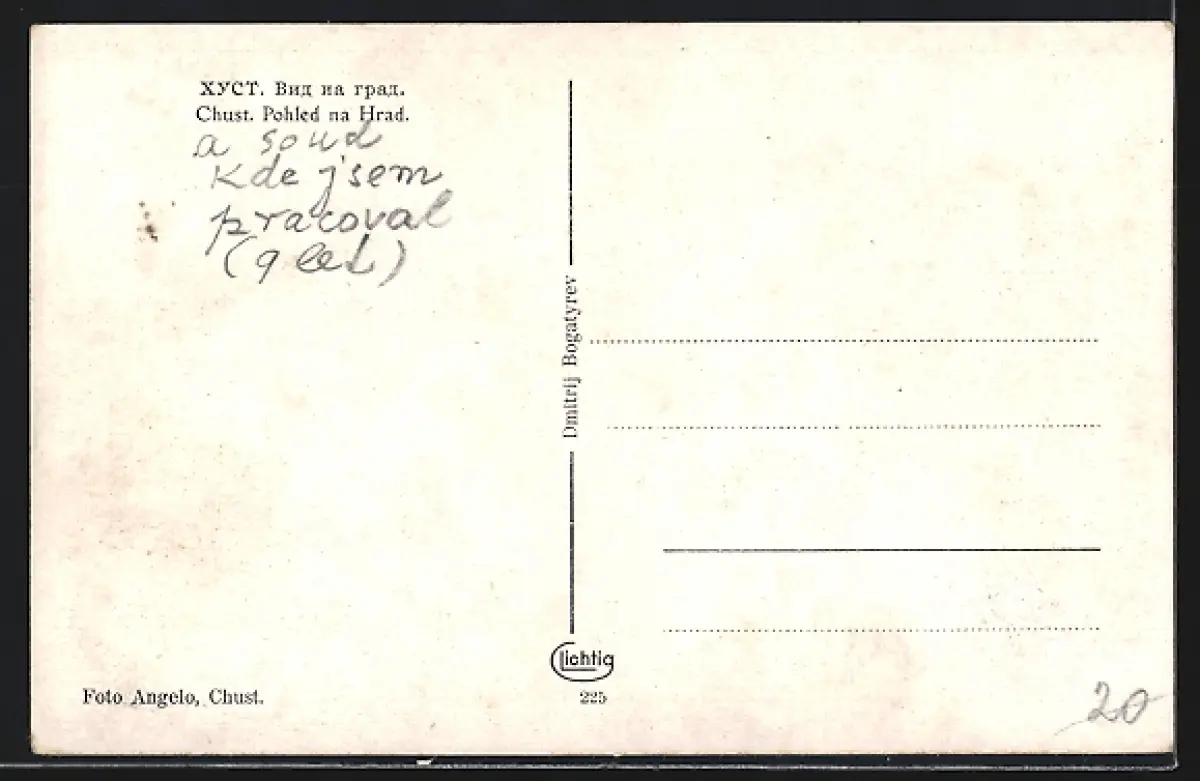 ХУСТ. Вид на град.
Chust. Pohled na Hrad.
a soud
kde jsem
pracoval
(9 let)
Dmitrij Bogatyrev
Lichtig
225
Foto Angelo, Chust.
20